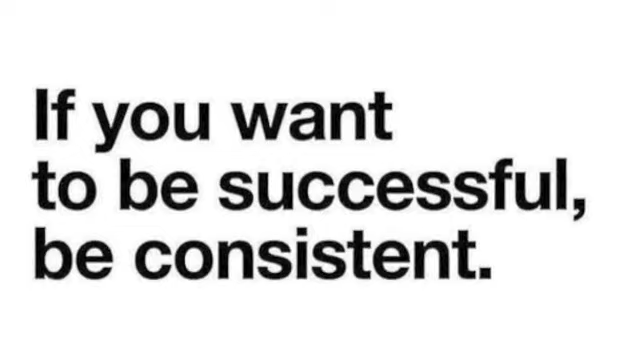 If you want
to be successful,
be consistent.